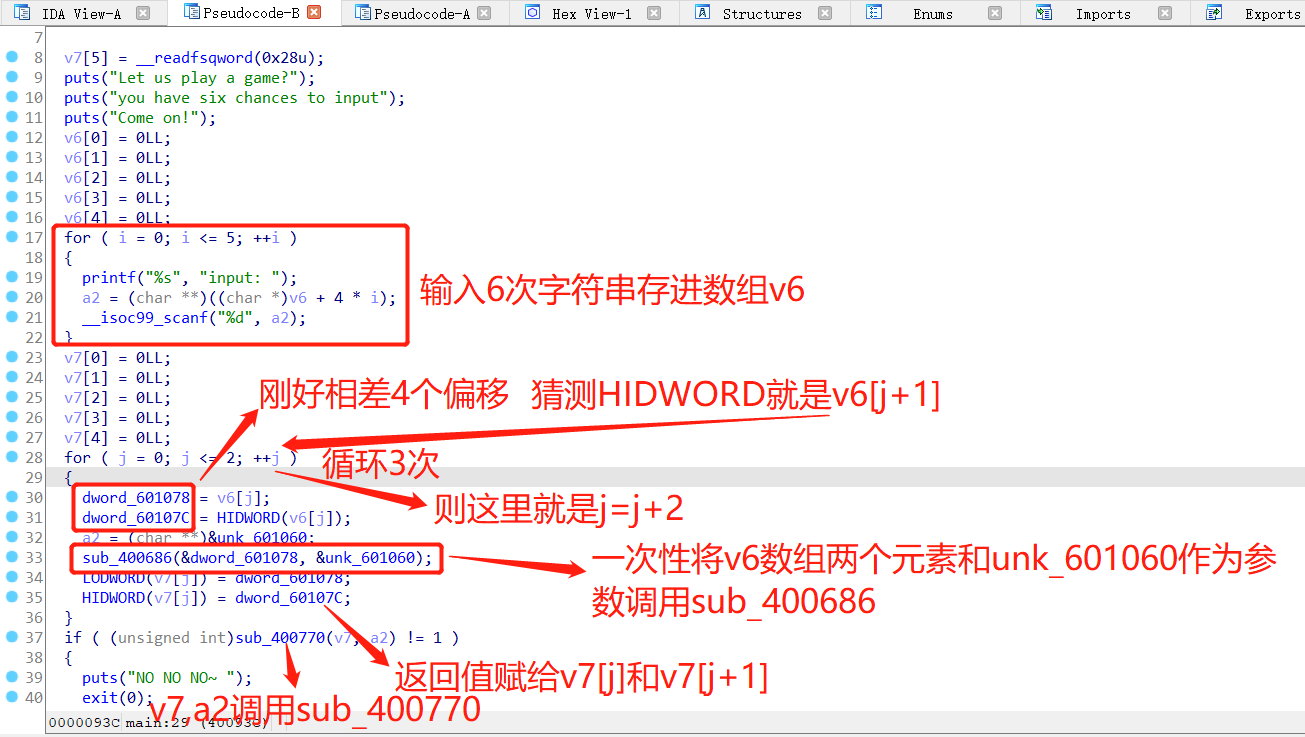 IDA View-A Pseudocode-B Pseudocode-A Hex View-1 Structures Enums Imports Exports
7
8 v7[5] = __readfsqword(0x28u);
9 puts("Let us play a game?");
10 puts("you have six chances to input");
11 puts("Come on!");
12 v6[0] = 0LL;
13 v6[1] = 0LL;
14 v6[2] = 0LL;
15 v6[3] = 0LL;
16 v6[4] = 0LL;
17 for ( i = 0; i <= 5; ++i )
18 {
19 printf("%s", "input: ");
20 a2 = (char **)((char *)v6 + 4 * i);
输入6次字符串存进数组v6
21 __isoc99_scanf("%d", a2);
22 }
23 v7[0] = 0LL;
24 v7[1] = 0LL;
25 v7[2] = 0LL;
刚好相差4个偏移 猜测HIDWORD就是v6[j+1]
26 v7[3] = 0LL;
27 v7[4] = 0LL;
28 for ( j = 0; j <= 2; ++j )
循环3次
29 {
30 dword_601078 = v6[j];
则这里就是j=j+2
31 dword_60107C = HIDWORD(v6[j]);
32 a2 = (char **)&unk_601060;
33 sub_400686(&dword_601078, &unk_601060);
一次性将v6数组两个元素和unk_601060作为参
数调用sub_400686
34 LODWORD(v7[j]) = dword_601078;
35 HIDWORD(v7[j]) = dword_60107C;
36 }
37 if ( (unsigned int)sub_400770(v7, a2) != 1 )
38 {
39 puts("NO NO NO~ ");
返回值赋给v7[j]和v7[j+1]
40 exit(0);
v7,a2调用sub_400770
0000093C main:29 (40093C)